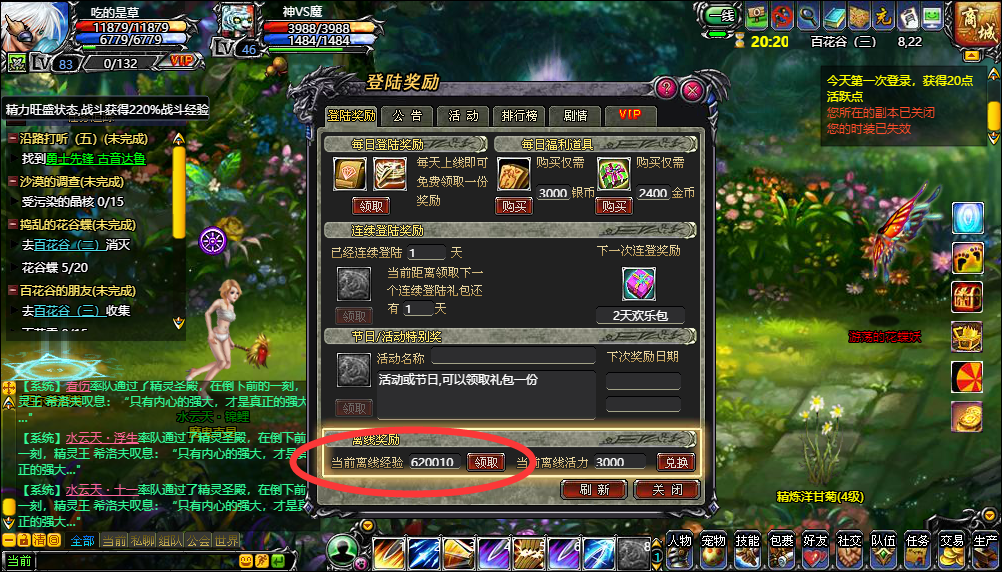 吃的是草
11879/11879
6779/6779
LV 83
0/132
VIP
神VS魔
3988/3988
1484/1484
LV 46
一线
20:20
百花谷（三）
8,22
商城
精力旺盛状态,战斗获得220%战斗经验
今天第一次登录，获得20点
活跃点
您所在的副本已关闭
您的时装已失效
沿路打听（五）(未完成)
找到勇士先锋 古音达鲁
沙漠的调查(未完成)
受污染的晶核 0/15
捣乱的花谷蝶(未完成)
去百花谷（二）消灭
花谷蝶 5/20
百花谷的朋友(未完成)
去百花谷（三）收集
登陆奖励
登陆奖励 公 告 活 动 排行榜 剧情 VIP
每日登陆奖励
每天上线即可
免费领取一份
奖励
领取
每日福利道具
购买仅需
3000 银币
购买
购买仅需
2400 金币
购买
连续登陆奖励
已经连续登陆 1 天
当前距离领取下一
个连续登陆礼包还
有 1 天
领取
下一次连登奖励
2天欢乐包
节日/活动特别奖
活动名称
活动或节日,可以领取礼包一份
领取
下次奖励日期
离线奖励
当前离线经验 620010 领取
当前离线活力 3000 兑换
刷 新 关 闭
【系统】看伤率队通过了精灵圣殿，在倒下前的一刻，
灵王 希洛夫叹息：“只有内心的强大，才是真正的强大
..."
【系统】水云天·浮生率队通过了精灵圣殿，在倒下前
一刻，精灵王 希洛夫叹息：“只有内心的强大，才是真
正的强大..."
【系统】水云天·十一率队通过了精灵圣殿，在倒下前
一刻，精灵王 希洛夫叹息：“只有内心的强大，才是真
正的强大..."
水云天·锦鲤
精炼洋甘菊(4级)
全部 当前 私聊 组队 公会 世界
当前
人物 宠物 技能 包裹 好友 社交 队伍 任务 交易 生产